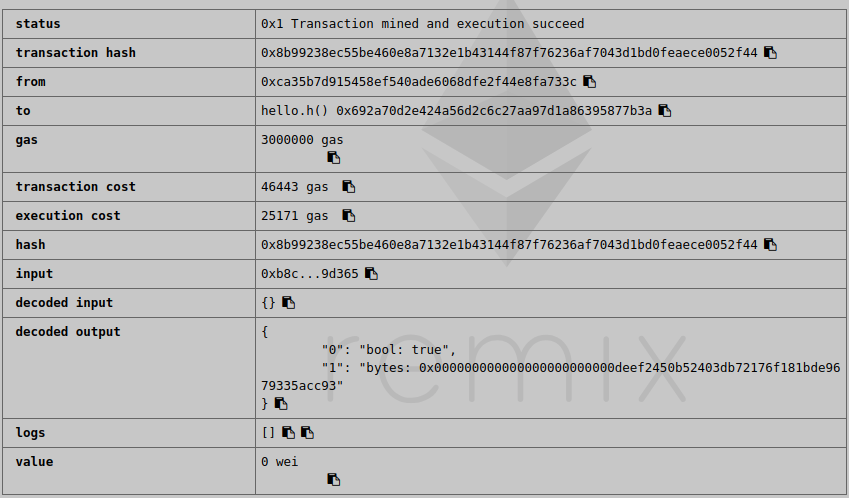 status 0x1 Transaction mined and execution succeed
transaction hash 0x8b99238ec55be460e8a7132e1b43144f87f76236af7043d1bd0feaece0052f44
from 0xca35b7d915458ef540ade6068dfe2f44e8fa733c
to hello.h() 0x692a70d2e424a56d2c6c27aa97d1a86395877b3a
gas 3000000 gas
transaction cost 46443 gas
execution cost 25171 gas
hash 0x8b99238ec55be460e8a7132e1b43144f87f76236af7043d1bd0feaece0052f44
input 0xb8c...9d365
decoded input {}
decoded output {
"0": "bool: true",
"1": "bytes: 0x000000000000000000000000deef2450b52403db72176f181bde96
79335acc93"
}
remix
logs []
value 0 wei